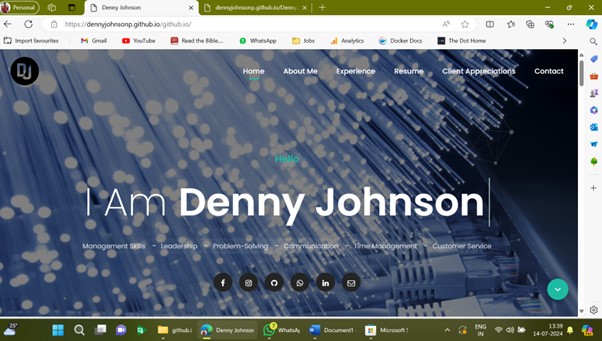 Personal
Denny Johnson
dennyjohnsonp.github.io/Denny
https://dennyjohnsonp.github.io/github.io/
Import favourites
Gmail
YouTube
Read the Bible...
WhatsApp
Jobs
Analytics
Docker Docs
The Dot Home
DJ
Home
About Me
Experience
Resume
Client Appreciations
Contact
Hello
I Am Denny Johnson
Management Skills - Leadership - Problem-Solving - Communication - Time Management - Customer Service
25°
github.i
Denny Johnson
7
WhatsA
Document1
Microsoft S
ENG
IN
13:39
14-07-2024